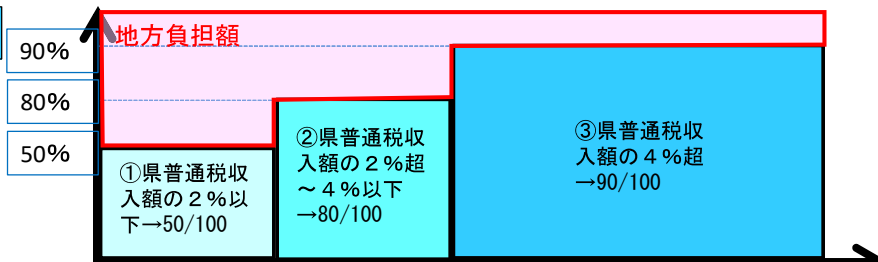 地方負担額
90%
80%
50%
①県普通税収
入額の２％以
下→50/100
②県普通税収
入額の２％超
～４％以下
→80/100
③県普通税収
入額の４％超
→90/100